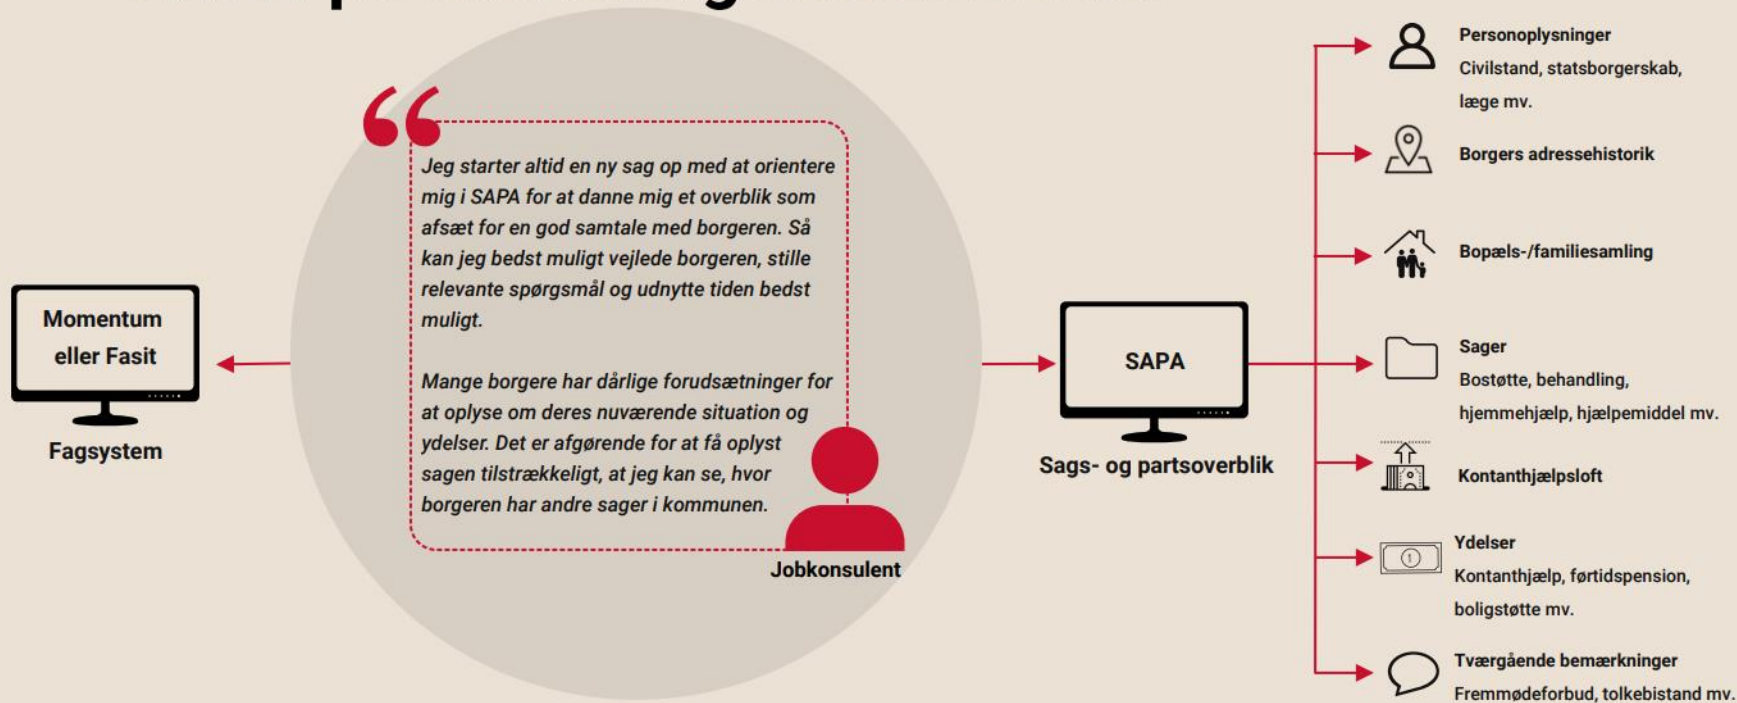 Momentum
eller Fasit
Fagsystem
Jeg starter altid en ny sag op med at orientere
mig i SAPA for at danne mig et overblik som
afsæt for en god samtale med borgeren. Så
kan jeg bedst muligt vejlede borgeren, stille
relevante spørgsmål og udnytte tiden bedst
muligt.
Mange borgere har dårlige forudsætninger for
at oplyse om deres nuværende situation og
ydelser. Det er afgørende for at få oplyst
sagen tilstrækkeligt, at jeg kan se, hvor
borgeren har andre sager i kommunen.
Jobkonsulent
SAPA
Sags- og partsoverblik
Personoplysninger
Civilstand, statsborgerskab,
læge mv.
Borgers adressehistorik
Bopæls-/familiesamling
Sager
Bostøtte, behandling,
hjemmehjælp, hjælpemiddel mv.
Kontanthjælpsloft
1
Ydelser
Kontanthjælp, førtidspension,
boligstøtte mv.
Tværgående bemærkninger
Fremmødeforbud, tolkebistand mv.